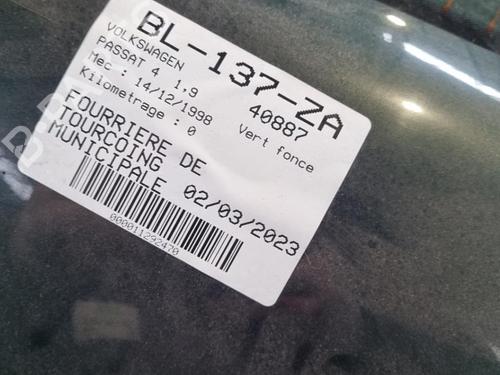 BL-137-ZA
VOLKSWAGEN
40887
PASSAT 4 1,9
Vert fonce
Mec : 14/12/1998
Kilometrage : 0
FOURRIERE DE
TOURCOING
MUNICIPALE 02/03/2023
000011292470